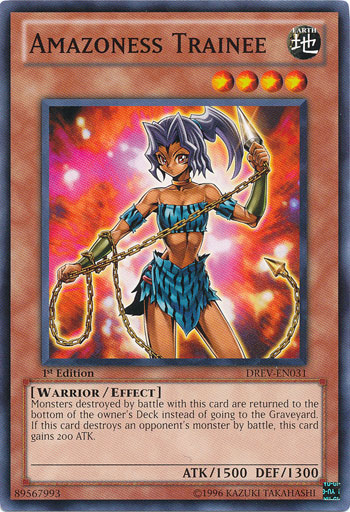 AMAZONESS TRAINEE
EARTH
地
1st Edition
DREV-EN031
[WARRIOR/EFFECT]
Monsters destroyed by battle with this card are returned to the
bottom of the owner's Deck instead of going to the Graveyard.
If this card destroys an opponent's monster by battle, this card
gains 200 ATK.
ATK/1500 DEF/1300
89567993
©1996 KAZUKI TAKAHASHI